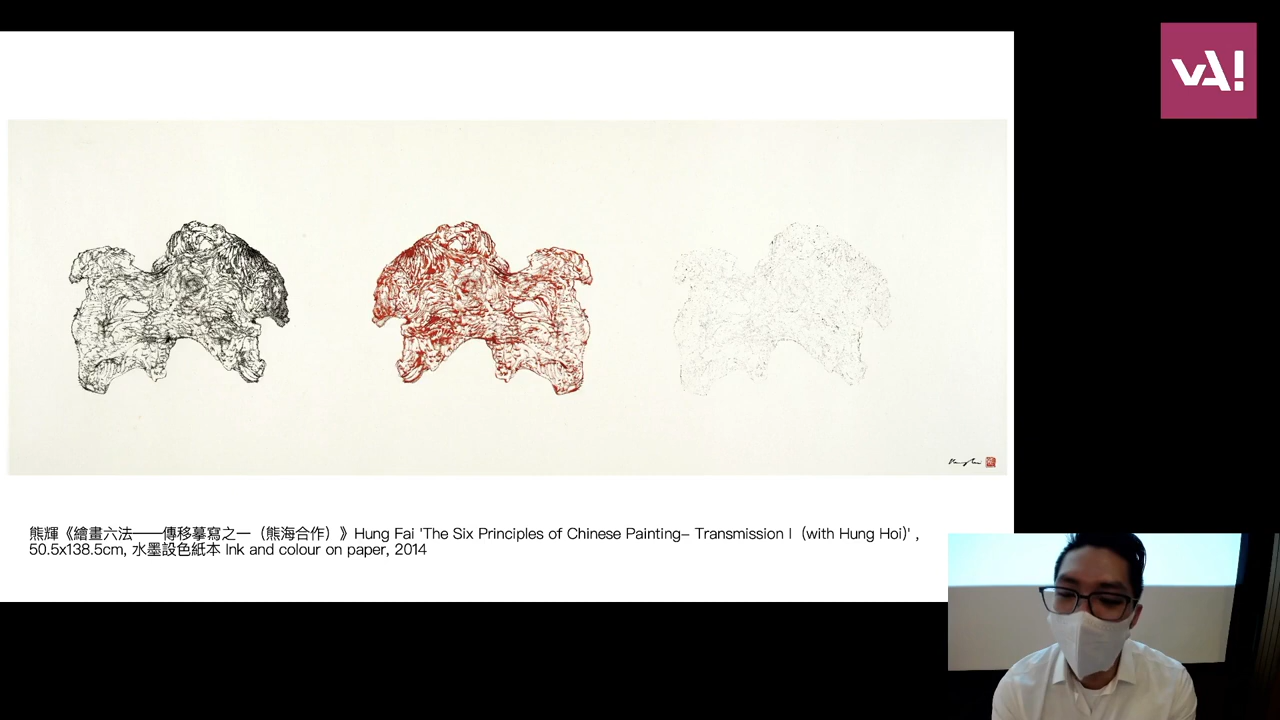 vA!
熊輝《繪畫六法——傳移摹寫之一（熊海合作）》Hung Fai 'The Six Principles of Chinese Painting– Transmission I（with Hung Hoi)' ,
50.5x138.5cm, 水墨設色紙本 Ink and colour on paper, 2014